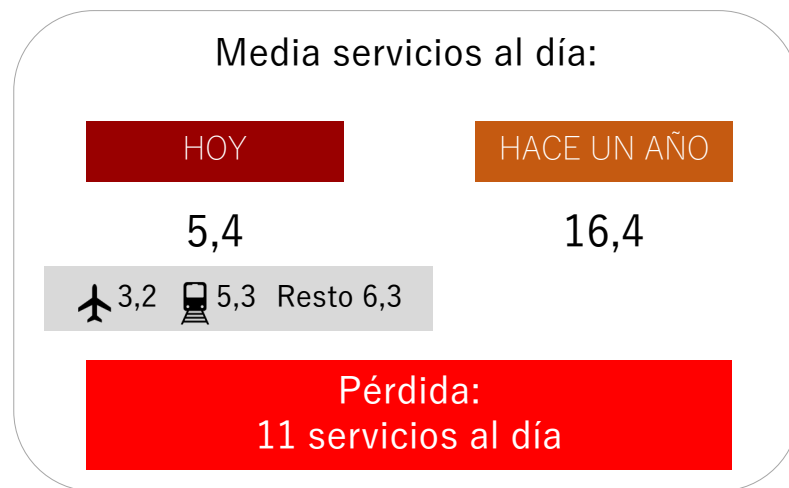 Media servicios al día:
HOY
HACE UN AÑO
5,4
16,4
3,2 5,3 Resto 6,3
Pérdida:
11 servicios al día